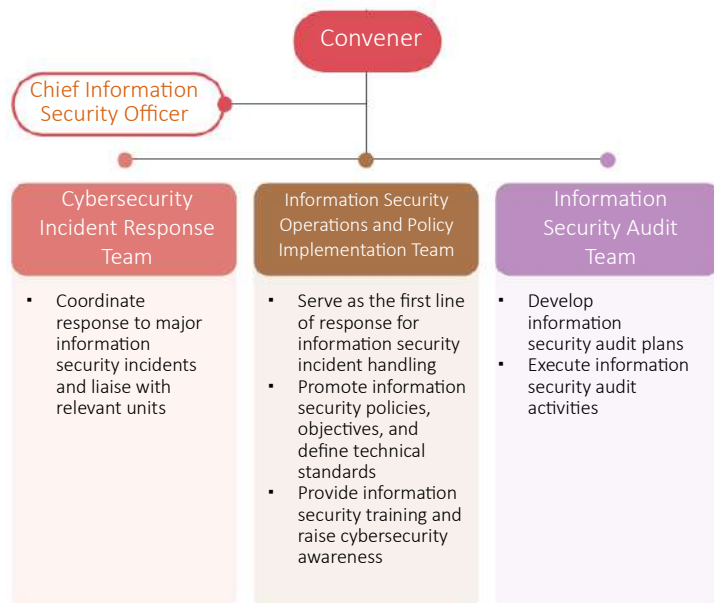 Convener
Chief Information
Security Officer
Cybersecurity
Incident Response
Team
▪ Coordinate
response to major
information
security incidents
and liaise with
relevant units
Information Security
Operations and Policy
Implementation Team
▪ Serve as the first line
of response for
information security
incident handling
▪ Promote information
security policies,
objectives, and
define technical
standards
▪ Provide information
security training and
raise cybersecurity
awareness
Information
Security Audit
Team
▪ Develop
information
security audit plans
▪ Execute information
security audit
activities